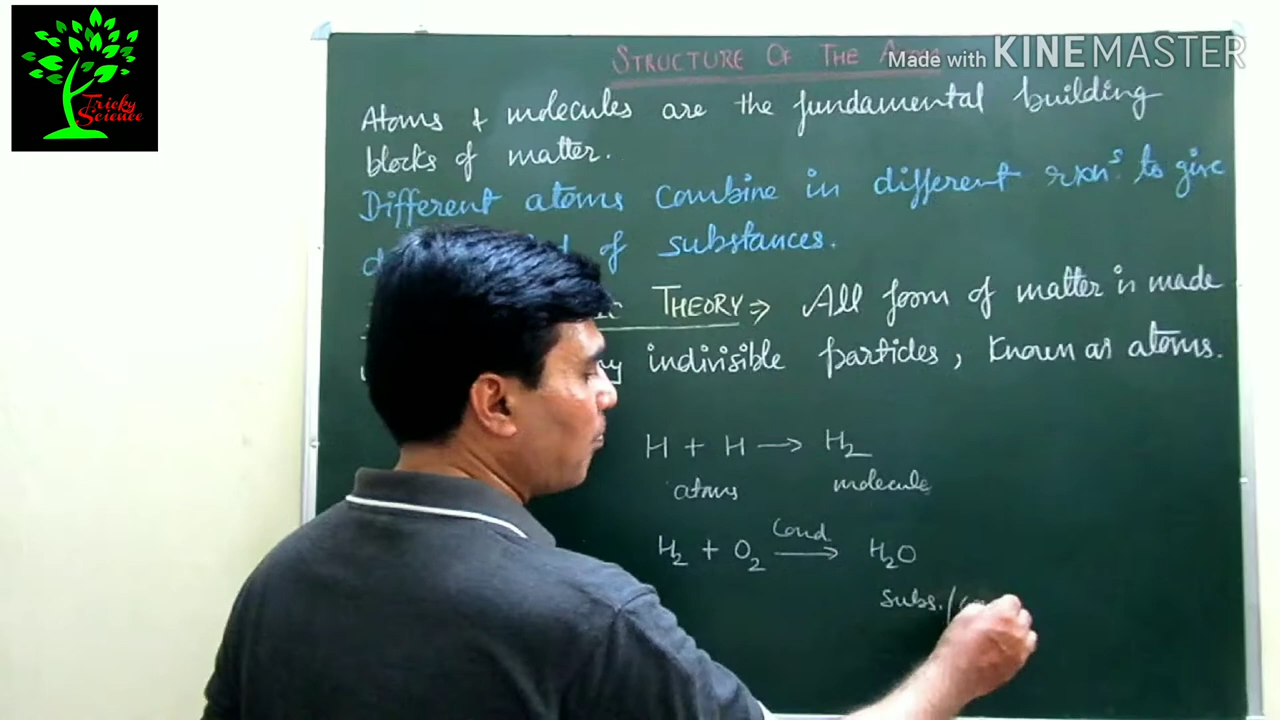 Tricky
Science
Made with KINEMASTER
STRUCTURE OF THE ATOM
Atoms & molecules are the fundamental building
blocks of matter.
Different atoms combine in different rxns. to give
of substances.
THEORY ⇒ All form of matter is made
indivisible particles, known as atoms.
H + H → H₂
atoms molecule
Cond.
H₂ + O₂ → H₂O
Subs./